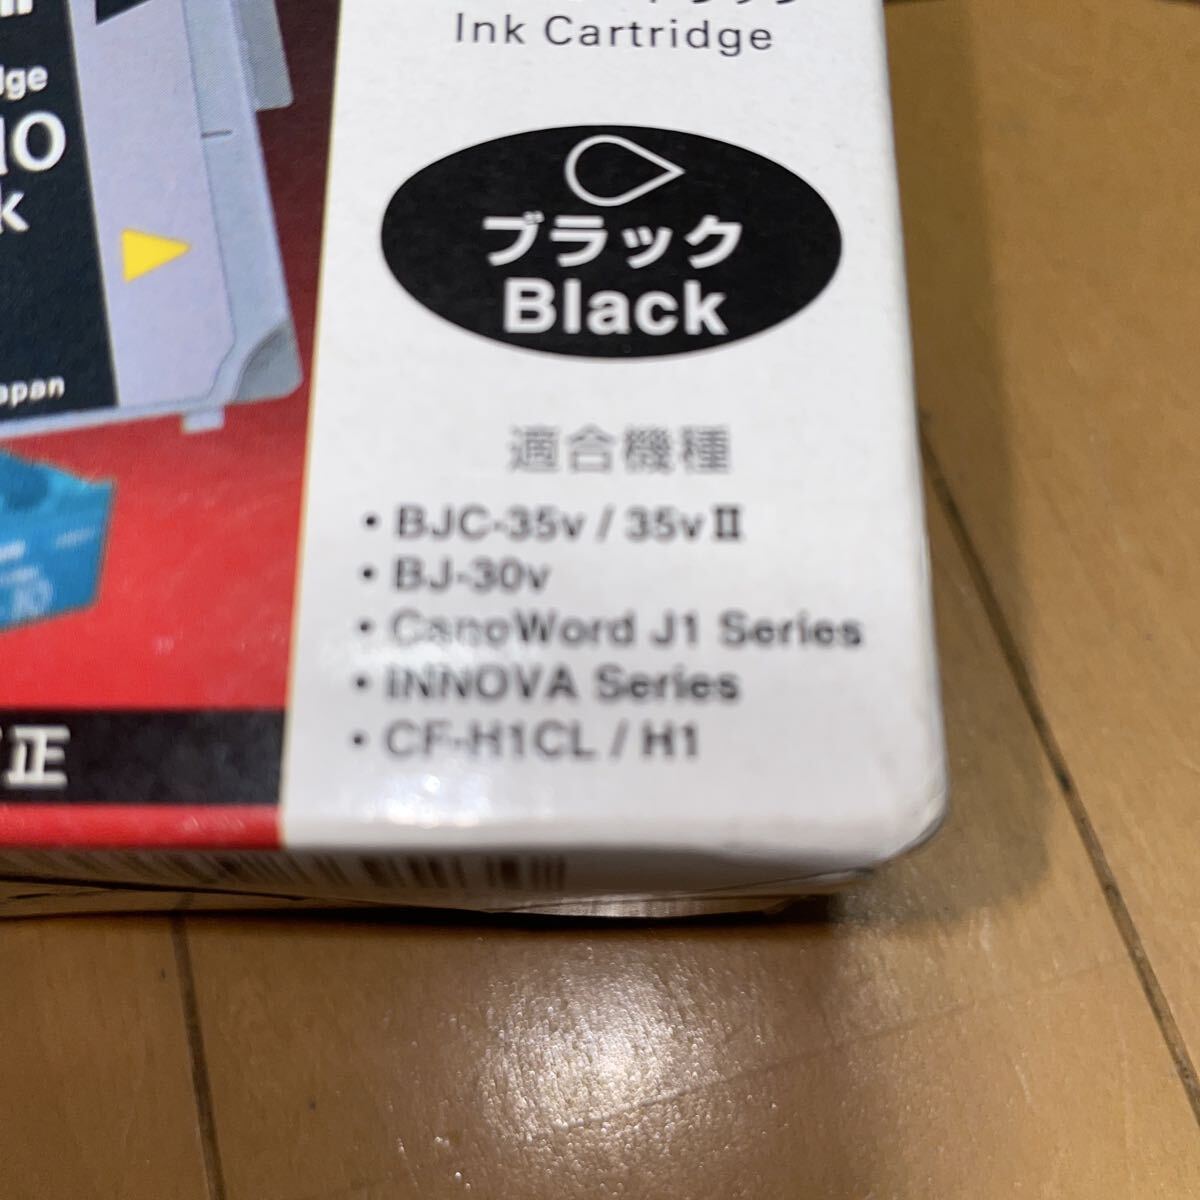 Ink Cartridge
ブラック
Black
適合機種
• BJC-35v / 35vⅡ
• BJ-30v
• CanoWord J1 Series
• INNOVA Series
• CF-H1CL / H1
正